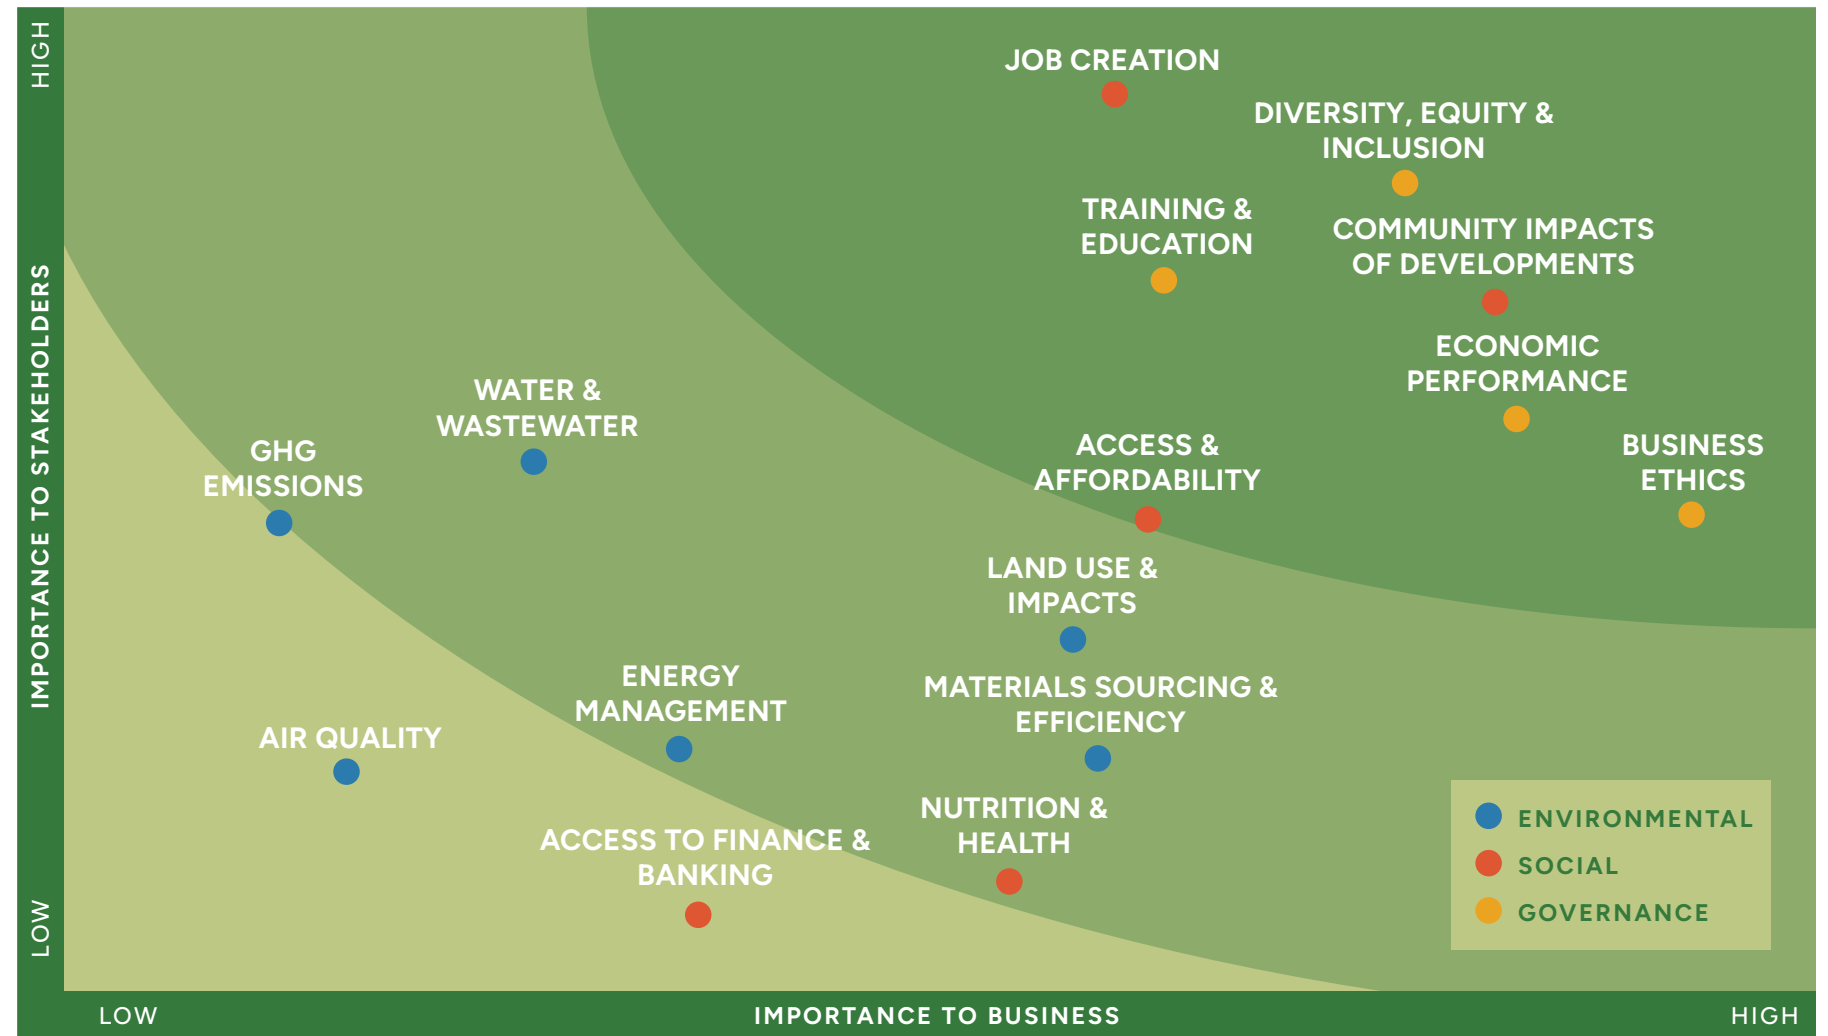 HIGH
IMPORTANCE TO STAKEHOLDERS
LOW
JOB CREATION
DIVERSITY, EQUITY &
INCLUSION
TRAINING &
EDUCATION
COMMUNITY IMPACTS
OF DEVELOPMENTS
ECONOMIC
PERFORMANCE
WATER &
WASTEWATER
GHG
EMISSIONS
ACCESS &
AFFORDABILITY
BUSINESS
ETHICS
LAND USE &
IMPACTS
ENERGY
MANAGEMENT
MATERIALS SOURCING &
EFFICIENCY
AIR QUALITY
NUTRITION &
HEALTH
ACCESS TO FINANCE &
BANKING
ENVIRONMENTAL
SOCIAL
GOVERNANCE
LOW
IMPORTANCE TO BUSINESS
HIGH